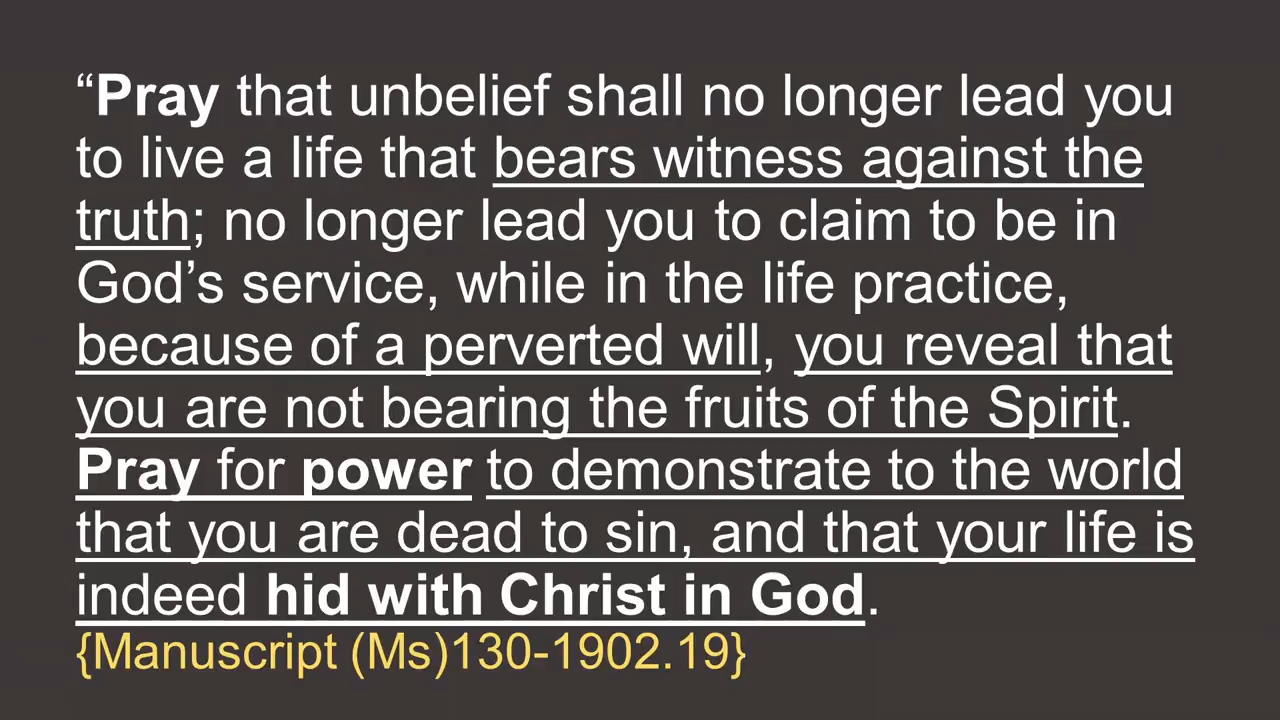 “Pray that unbelief shall no longer lead you
to live a life that bears witness against the
truth; no longer lead you to claim to be in
God’s service, while in the life practice,
because of a perverted will, you reveal that
you are not bearing the fruits of the Spirit.
Pray for power to demonstrate to the world
that you are dead to sin, and that your life is
indeed hid with Christ in God.
{Manuscript (Ms)130-1902.19}